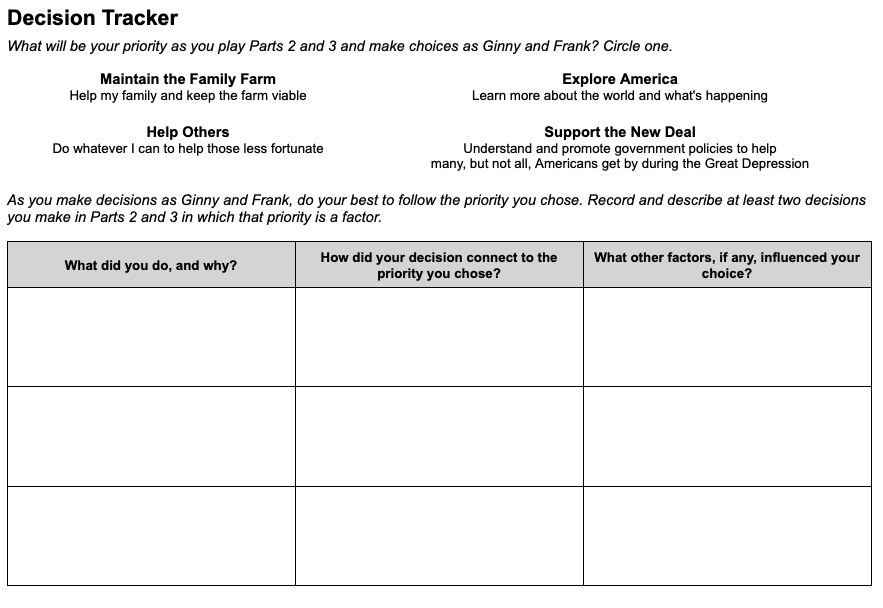 Decision Tracker
What will be your priority as you play Parts 2 and 3 and make choices as Ginny and Frank? Circle one.
Maintain the Family Farm
Help my family and keep the farm viable
Explore America
Learn more about the world and what's happening
Help Others
Do whatever I can to help those less fortunate
Support the New Deal
Understand and promote government policies to help
many, but not all, Americans get by during the Great Depression
As you make decisions as Ginny and Frank, do your best to follow the priority you chose. Record and describe at least two decisions
you make in Parts 2 and 3 in which that priority is a factor.
What did you do, and why?
How did your decision connect to the
priority you chose?
What other factors, if any, influenced your
choice?